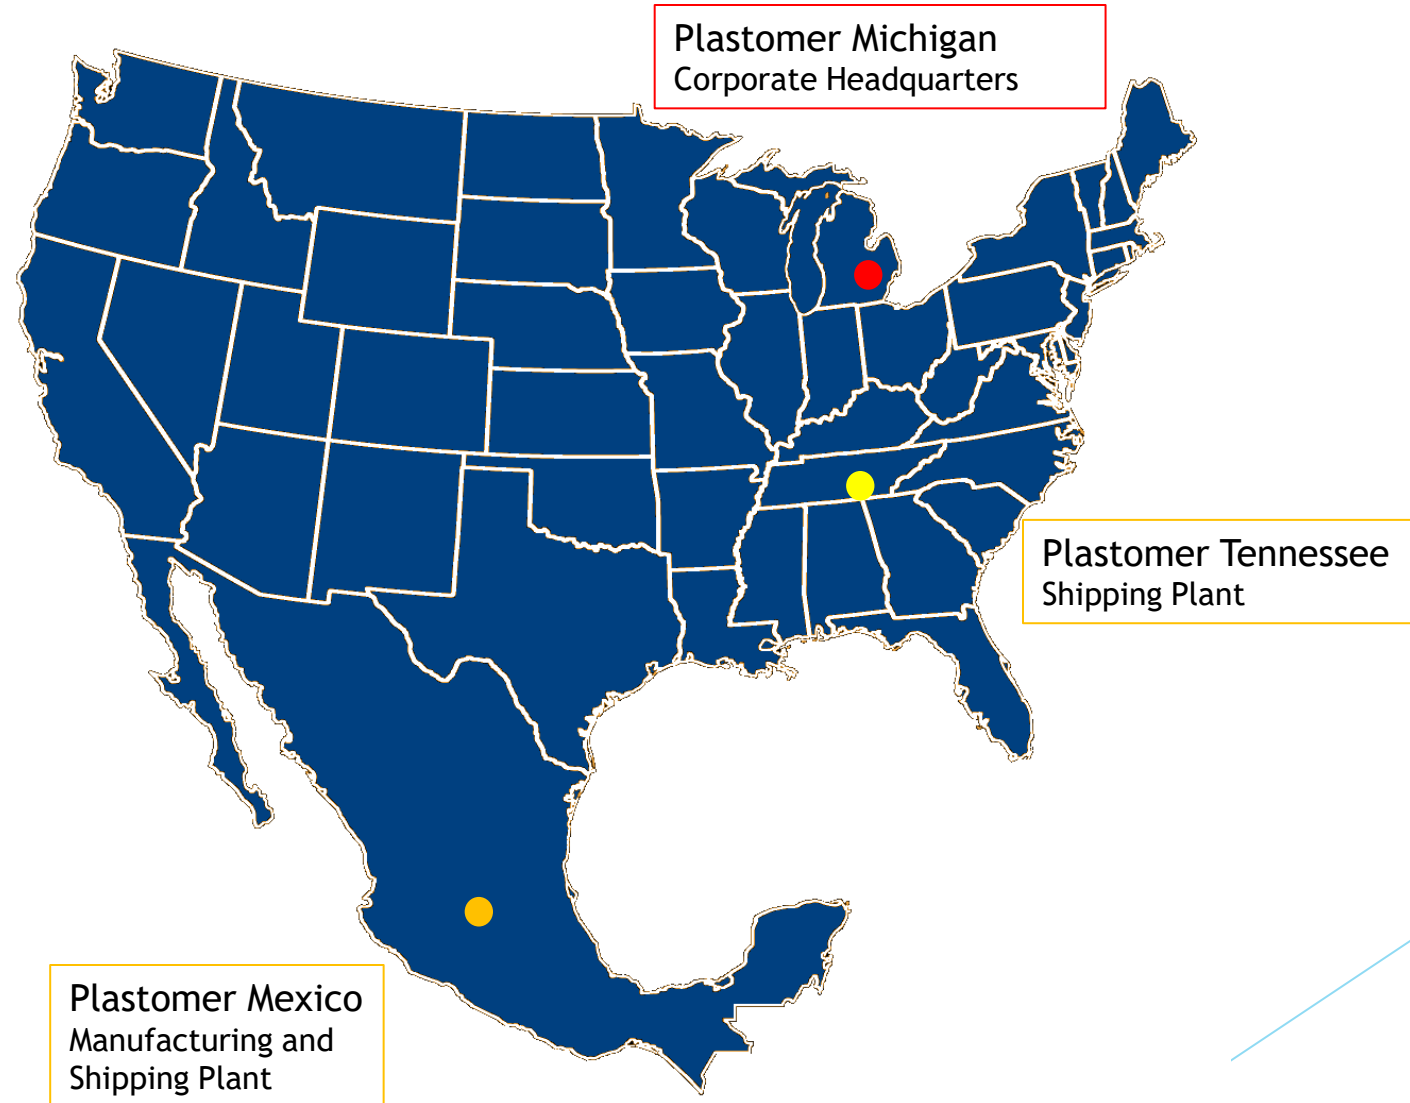 Plastomer Michigan
Corporate Headquarters
Plastomer Tennessee
Shipping Plant
Plastomer Mexico
Manufacturing and
Shipping Plant